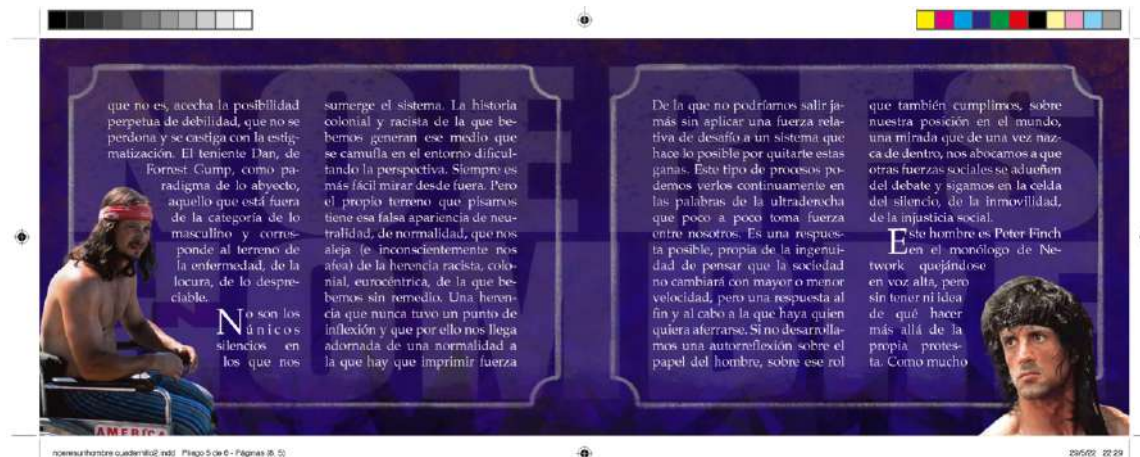 que no es, acecha la posibilidad
perpetua de debilidad, que no se
perdona y se castiga con la estig-
matización. El teniente Dan, de
Forrest Gump, como pa-
radigma de lo abyecto,
aquello que está fuera
de la categoría de lo
masculino y corres-
ponde al terreno de
la enfermedad, de la
locura, de lo despre-
ciable.
No son los
únicos
silencios en
los que nos
sumerge el sistema. La historia
colonial y racista de la que be-
bemos generan ese medio que
se camufla en el entorno dificul-
tando la perspectiva. Siempre es
más fácil mirar desde fuera. Pero
el propio terreno que pisamos
tiene esa falsa apariencia de neu-
tralidad, de normalidad, que nos
aleja (e inconscientemente nos
afea) de la herencia racista, colo-
nial, eurocéntrica, de la que be-
bemos sin remedio. Una heren-
cia que nunca tuvo un punto de
inflexión y que por ello nos llega
adornada de una normalidad a
la que hay que imprimir fuerza
De la que no podríamos salir ja-
más sin aplicar una fuerza rela-
tiva de desafío a un sistema que
hace lo posible por quitarte estas
ganas. Este tipo de procesos po-
demos verlos continuamente en
las palabras de la ultraderecha
que poco a poco toma fuerza
entre nosotros. Es una respues-
ta posible, propia de la ingenui-
dad de pensar que la sociedad
no cambiará con mayor o menor
velocidad, pero una respuesta al
fin y al cabo a la que haya quien
quiera aferrarse. Si no desarrolla-
mos una autorreflexión sobre el
papel del hombre, sobre ese rol
que también cumplimos, sobre
nuestra posición en el mundo,
una mirada que de una vez naz-
ca de dentro, nos abocamos a que
otras fuerzas sociales se adueñen
del debate y sigamos en la celda
del silencio, de la inmovilidad,
de la injusticia social.
Este hombre es Peter Finch
en el monólogo de Ne-
twork quejándose
en voz alta, pero
sin tener ni idea
de qué hacer
más allá de la
propia protes-
ta. Como mucho
AMERICA
noeresunhombre cuadernillo2.indd Pliego 5 de 6 - Páginas (8, 5)
29/5/22 22:29